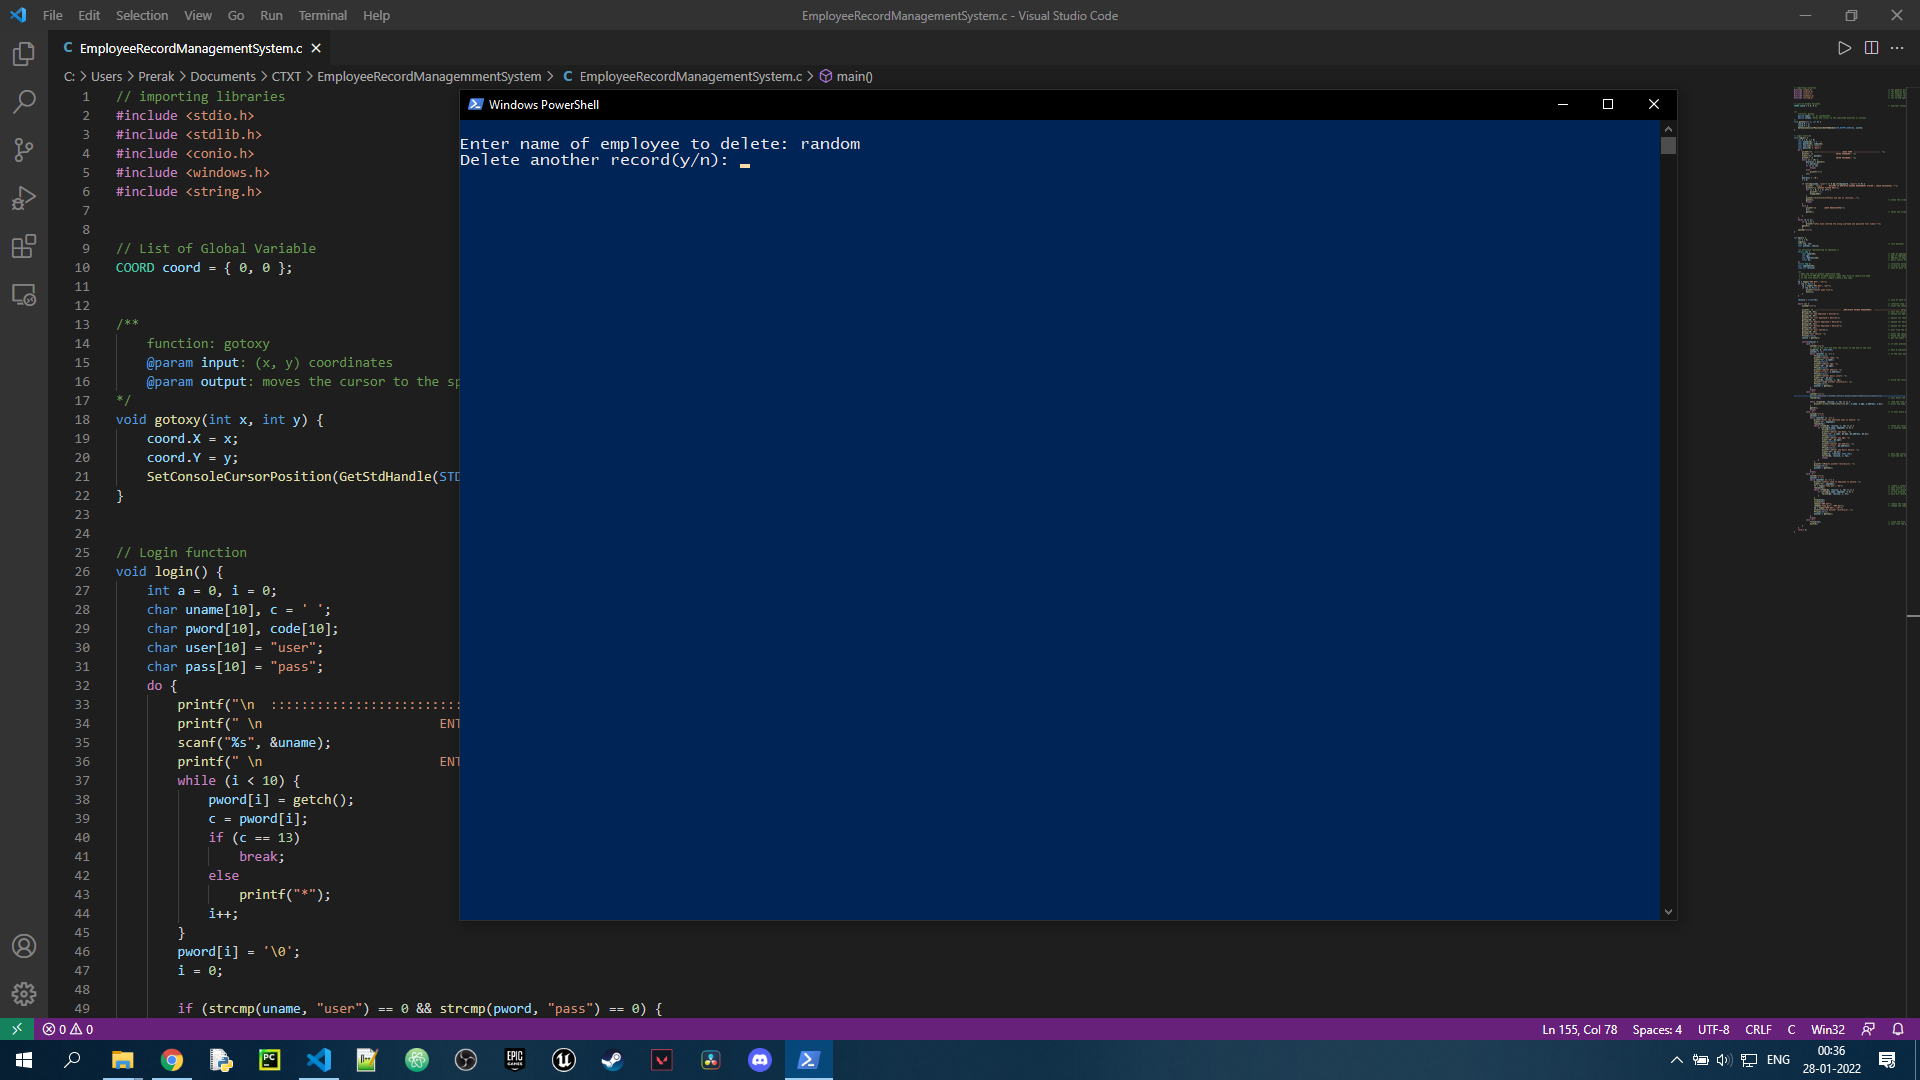 File Edit Selection View Go Run Terminal Help
EmployeeRecordManagementSystem.c - Visual Studio Code
C EmployeeRecordManagementSystem.c
C: > Users > Prerak > Documents > CTXT > EmployeeRecordManagemmentSystem > C EmployeeRecordManagementSystem.c > main()
1 // importing libraries
2 #include <stdio.h>
3 #include <stdlib.h>
4 #include <conio.h>
5 #include <windows.h>
6 #include <string.h>
7
8
9 // List of Global Variable
10 COORD coord = { 0, 0 };
11
12
13 /**
14 function: gotoxy
15 @param input: (x, y) coordinates
16 @param output: moves the cursor to the sp
17 */
18 void gotoxy(int x, int y) {
19 coord.X = x;
20 coord.Y = y;
21 SetConsoleCursorPosition(GetStdHandle(STD
22 }
23
24
25 // Login function
26 void login() {
27 int a = 0, i = 0;
28 char uname[10], c = ' ';
29 char pword[10], code[10];
30 char user[10] = "user";
31 char pass[10] = "pass";
32 do {
33 printf("\n :::::::::::::::::::::::::
34 printf(" \n ENT
35 scanf("%s", &uname);
36 printf(" \n ENT
37 while (i < 10) {
38 pword[i] = getch();
39 c = pword[i];
40 if (c == 13)
41 break;
42 else
43 printf("*");
44 i++;
45 }
46 pword[i] = '\0';
47 i = 0;
48
49 if (strcmp(uname, "user") == 0 && strcmp(pword, "pass") == 0) {
Windows PowerShell
Enter name of employee to delete: random
Delete another record(y/n):
0 0
Ln 155, Col 78 Spaces: 4 UTF-8 CRLF C Win32
PC
EPIC GAMES
ENG
00:36
28-01-2022